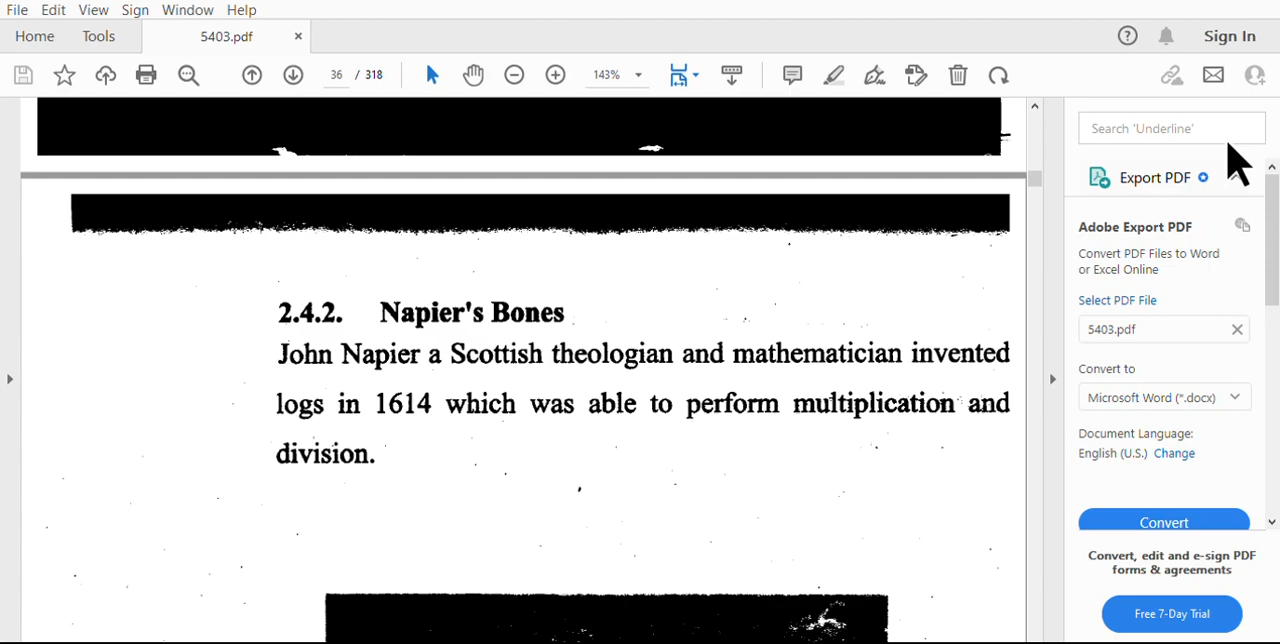 File Edit View Sign Window Help
Home Tools 5403.pdf × Sign In
36 / 318 143%
Search 'Underline'
Export PDF
Adobe Export PDF
Convert PDF Files to Word
or Excel Online
Select PDF File
5403.pdf
Convert to
Microsoft Word (*.docx)
Document Language:
English (U.S.) Change
Convert
Convert, edit and e-sign PDF
forms & agreements
Free 7-Day Trial
2.4.2. Napier's Bones
John Napier a Scottish theologian and mathematician invented
logs in 1614 which was able to perform multiplication and
division.